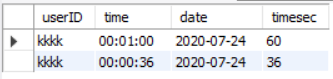 userID time date timesec
kkkk 00:01:00 2020-07-24 60
kkkk 00:00:36 2020-07-24 36